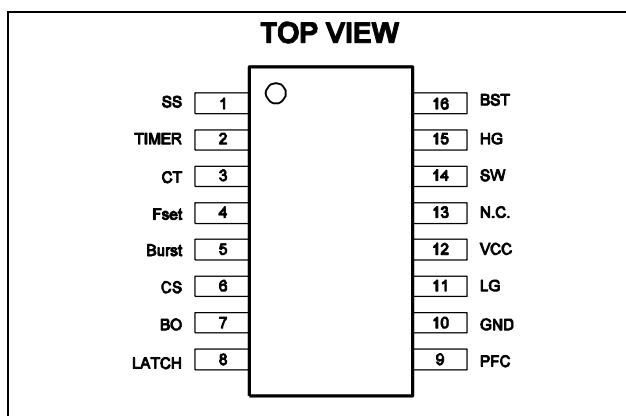 TOP VIEW
SS 1 16 BST
TIMER 2 15 HG
CT 3 14 SW
Fset 4 13 N.C.
Burst 5 12 VCC
CS 6 11 LG
BO 7 10 GND
LATCH 8 9 PFC